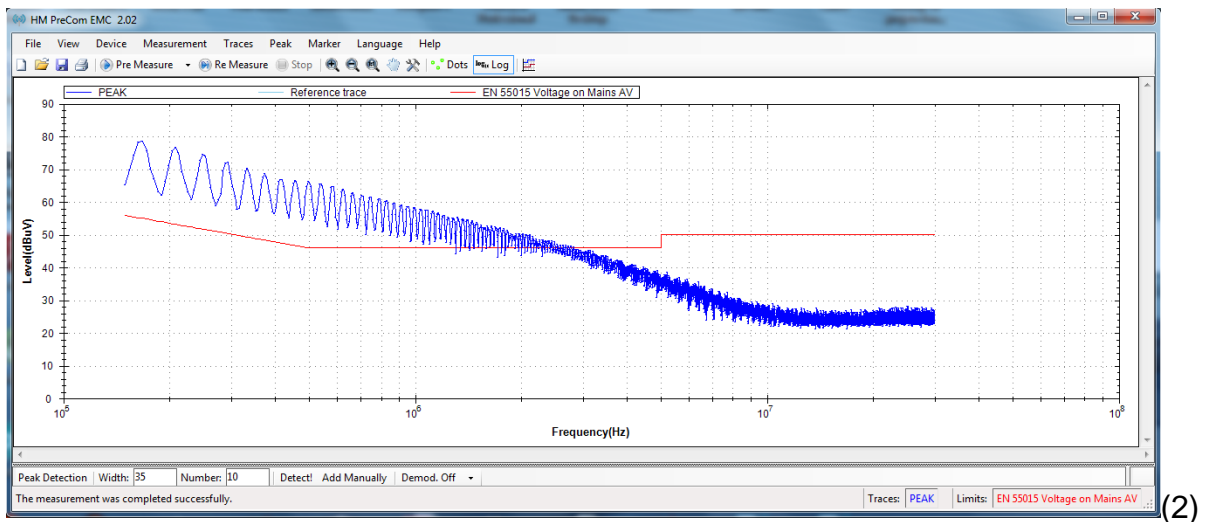 HM PreCom EMC 2.02
File View Device Measurement Traces Peak Marker Language Help
Pre Measure Re Measure Stop Dots Log
PEAK Reference trace EN 55015 Voltage on Mains AV
90
80
70
60
50
40
30
20
10
0
Level(dBuV)
10^5 10^6 10^7 10^8
Frequency(Hz)
Peak Detection Width: 35 Number: 10 Detect! Add Manually Demod. Off
The measurement was completed successfully. Traces: PEAK Limits: EN 55015 Voltage on Mains AV
(2)